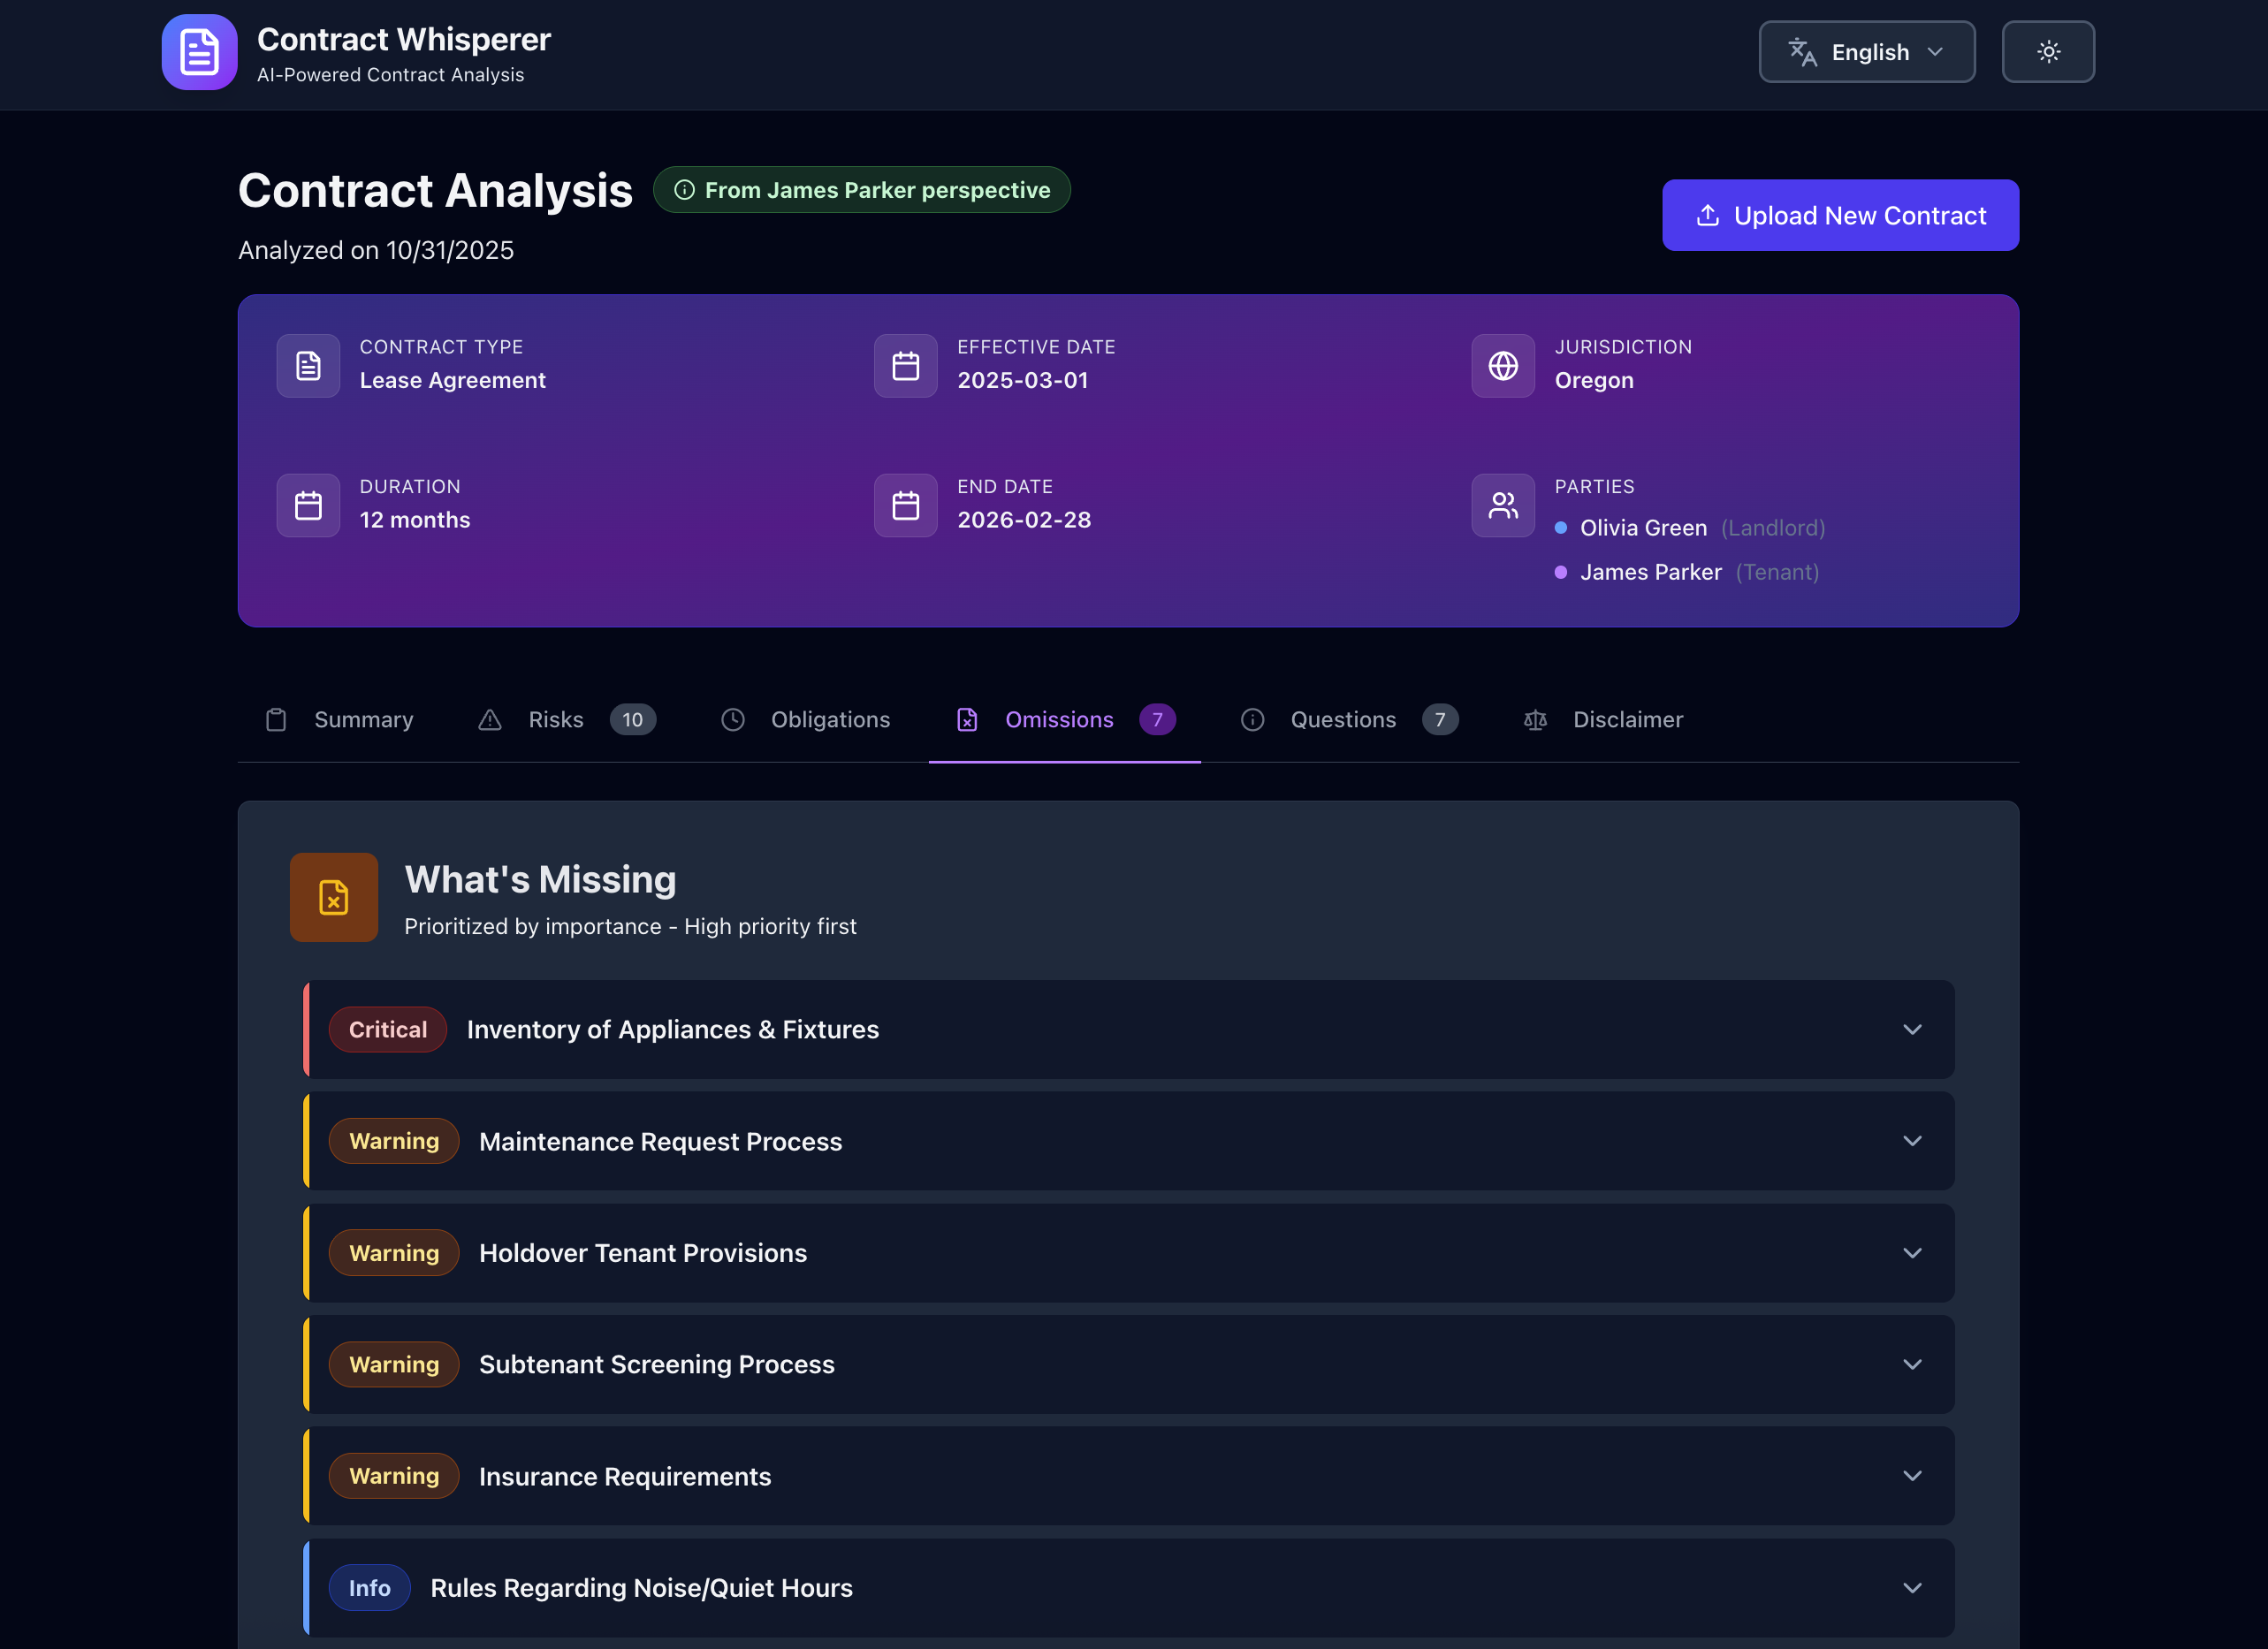 Contract Whisperer
AI-Powered Contract Analysis
English
Contract Analysis
From James Parker perspective
Analyzed on 10/31/2025
Upload New Contract
CONTRACT TYPE
Lease Agreement
EFFECTIVE DATE
2025-03-01
JURISDICTION
Oregon
DURATION
12 months
END DATE
2026-02-28
PARTIES
Olivia Green (Landlord)
James Parker (Tenant)
Summary
Risks 10
Obligations
Omissions 7
Questions 7
Disclaimer
What's Missing
Prioritized by importance - High priority first
Critical Inventory of Appliances & Fixtures
Warning Maintenance Request Process
Warning Holdover Tenant Provisions
Warning Subtenant Screening Process
Warning Insurance Requirements
Info Rules Regarding Noise/Quiet Hours